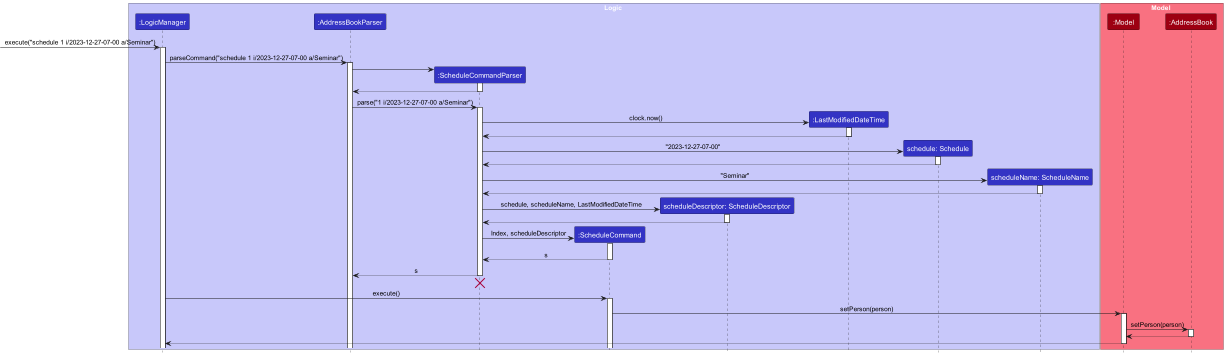 Logic
Model
:LogicManager
:AddressBookParser
:Model
:AddressBook
execute("schedule 1 i/2023-12-27-07-00 a/Seminar")
parseCommand("schedule 1 i/2023-12-27-07-00 a/Seminar")
:ScheduleCommandParser
parse("1 i/2023-12-27-07-00 a/Seminar")
clock.now()
:LastModifiedDateTime
"2023-12-27-07-00"
schedule: Schedule
"Seminar"
scheduleName: ScheduleName
schedule, scheduleName, LastModifiedDateTime
scheduleDescriptor: ScheduleDescriptor
Index, scheduleDescriptor
:ScheduleCommand
s
s
execute()
setPerson(person)
setPerson(person)